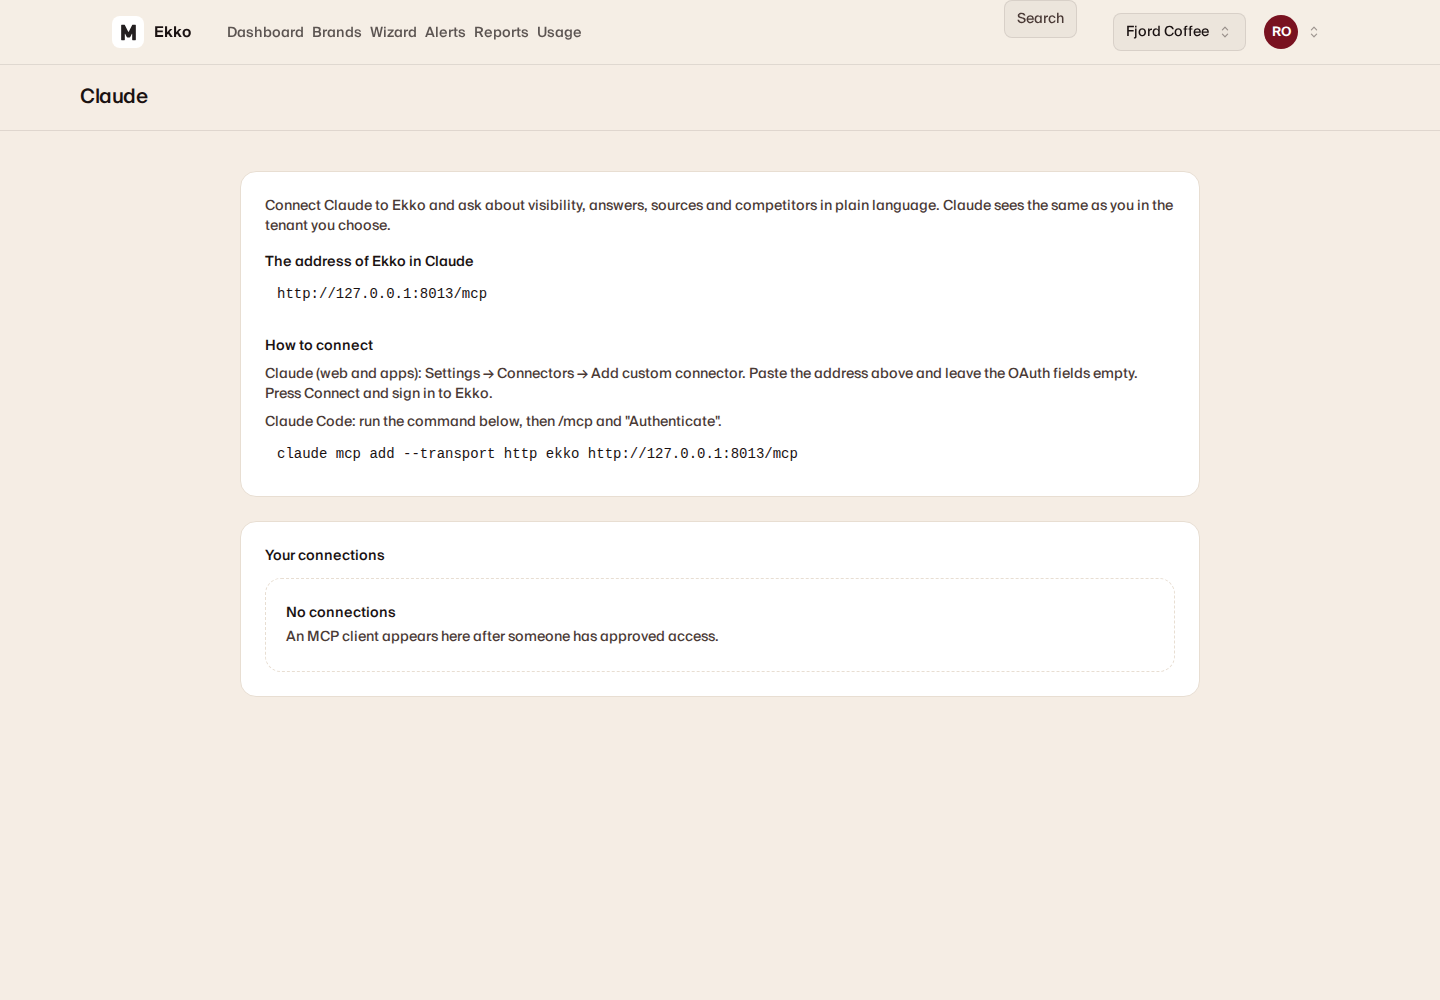 M Ekko Dashboard Brands Wizard Alerts Reports Usage Search Fjord Coffee RO
Claude
Connect Claude to Ekko and ask about visibility, answers, sources and competitors in plain language. Claude sees the same as you in the
tenant you choose.
The address of Ekko in Claude
http://127.0.0.1:8013/mcp
How to connect
Claude (web and apps): Settings → Connectors → Add custom connector. Paste the address above and leave the OAuth fields empty.
Press Connect and sign in to Ekko.
Claude Code: run the command below, then /mcp and "Authenticate".
claude mcp add --transport http ekko http://127.0.0.1:8013/mcp
Your connections
No connections
An MCP client appears here after someone has approved access.